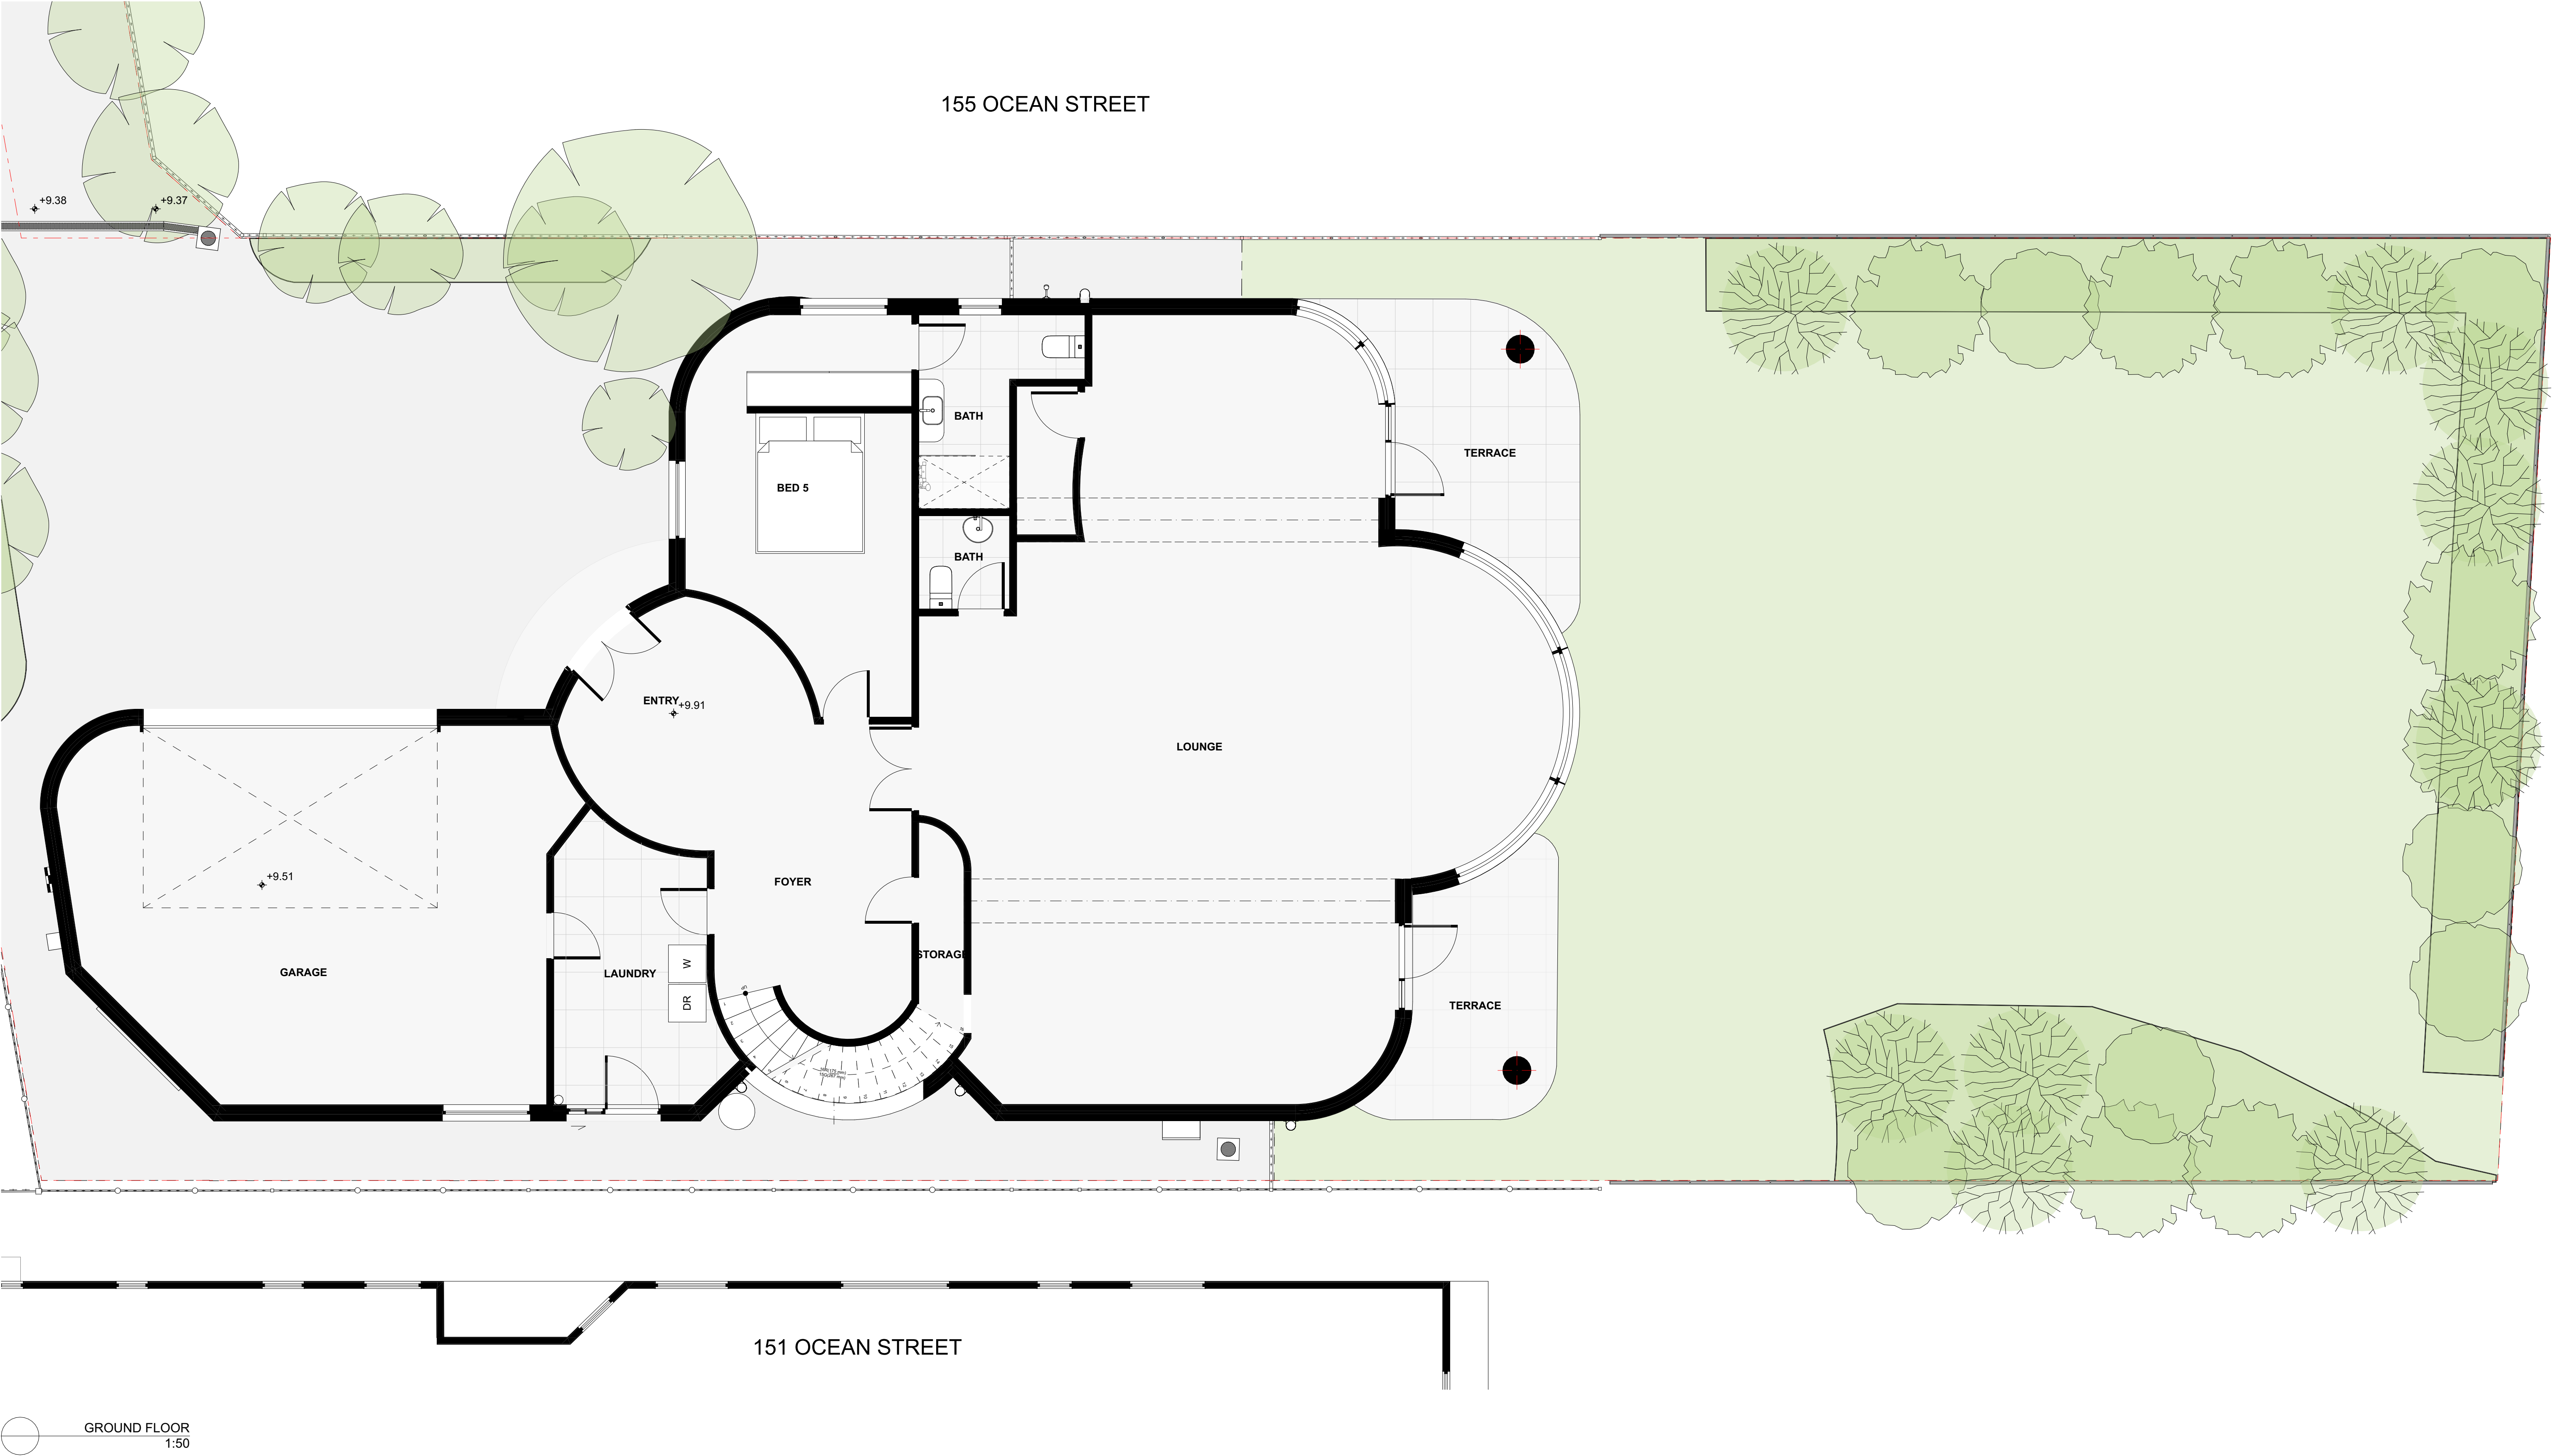 155 OCEAN STREET
+9.38
+9.37
BATH
TERRACE
BED 5
BATH
ENTRY
+9.91
LOUNGE
+9.51
FOYER
STORAGE
GARAGE
LAUNDRY
W
DR
UP
TERRACE
151 OCEAN STREET
GROUND FLOOR
1:50